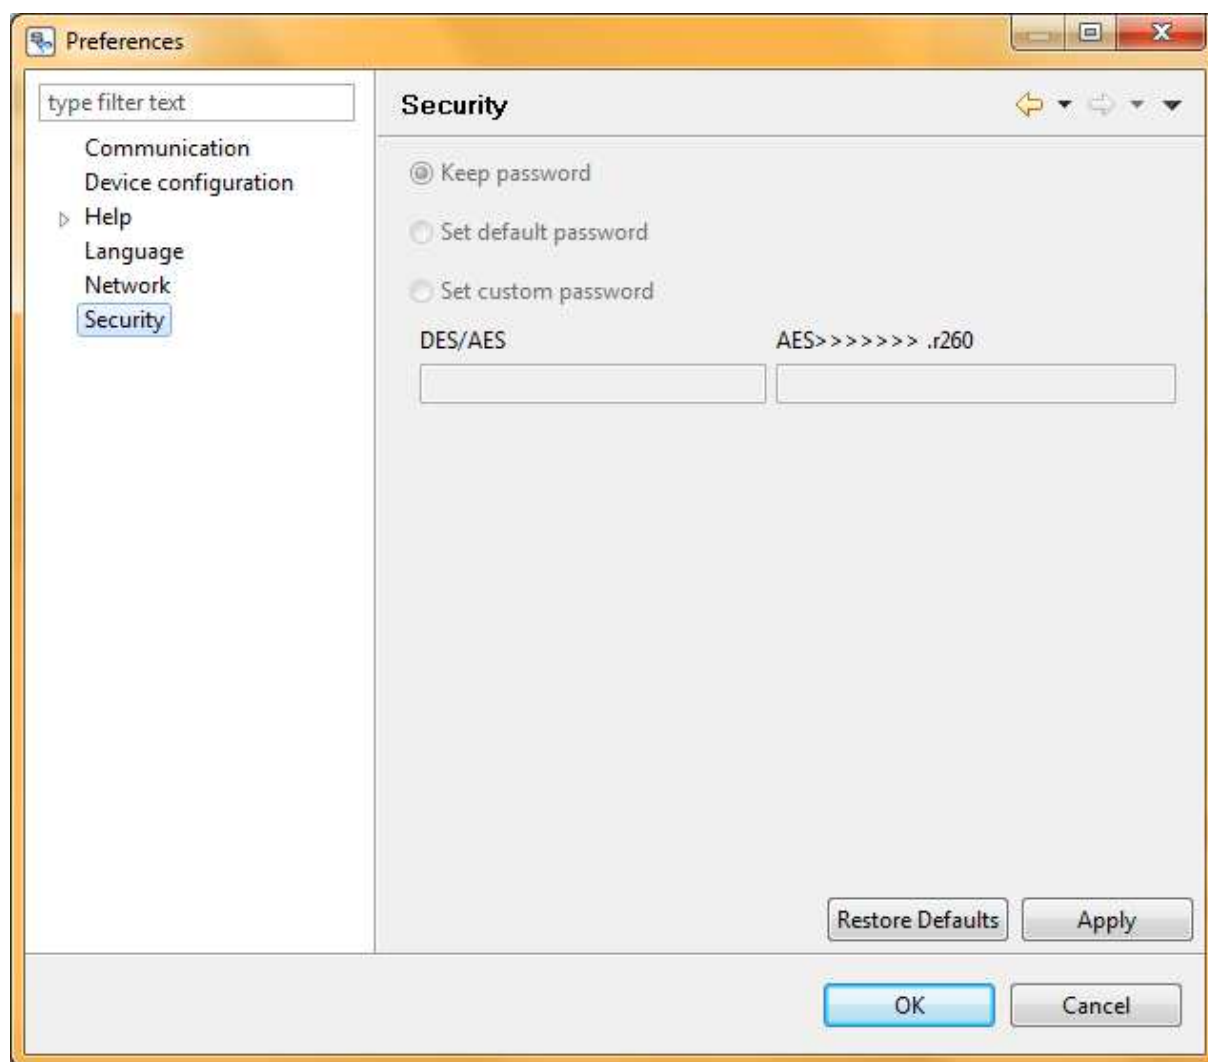 Preferences
type filter text
Communication
Device configuration
Help
Language
Network
Security
Security
Keep password
Set default password
Set custom password
DES/AES
AES>>>>>>> .r260
Restore Defaults
Apply
OK
Cancel